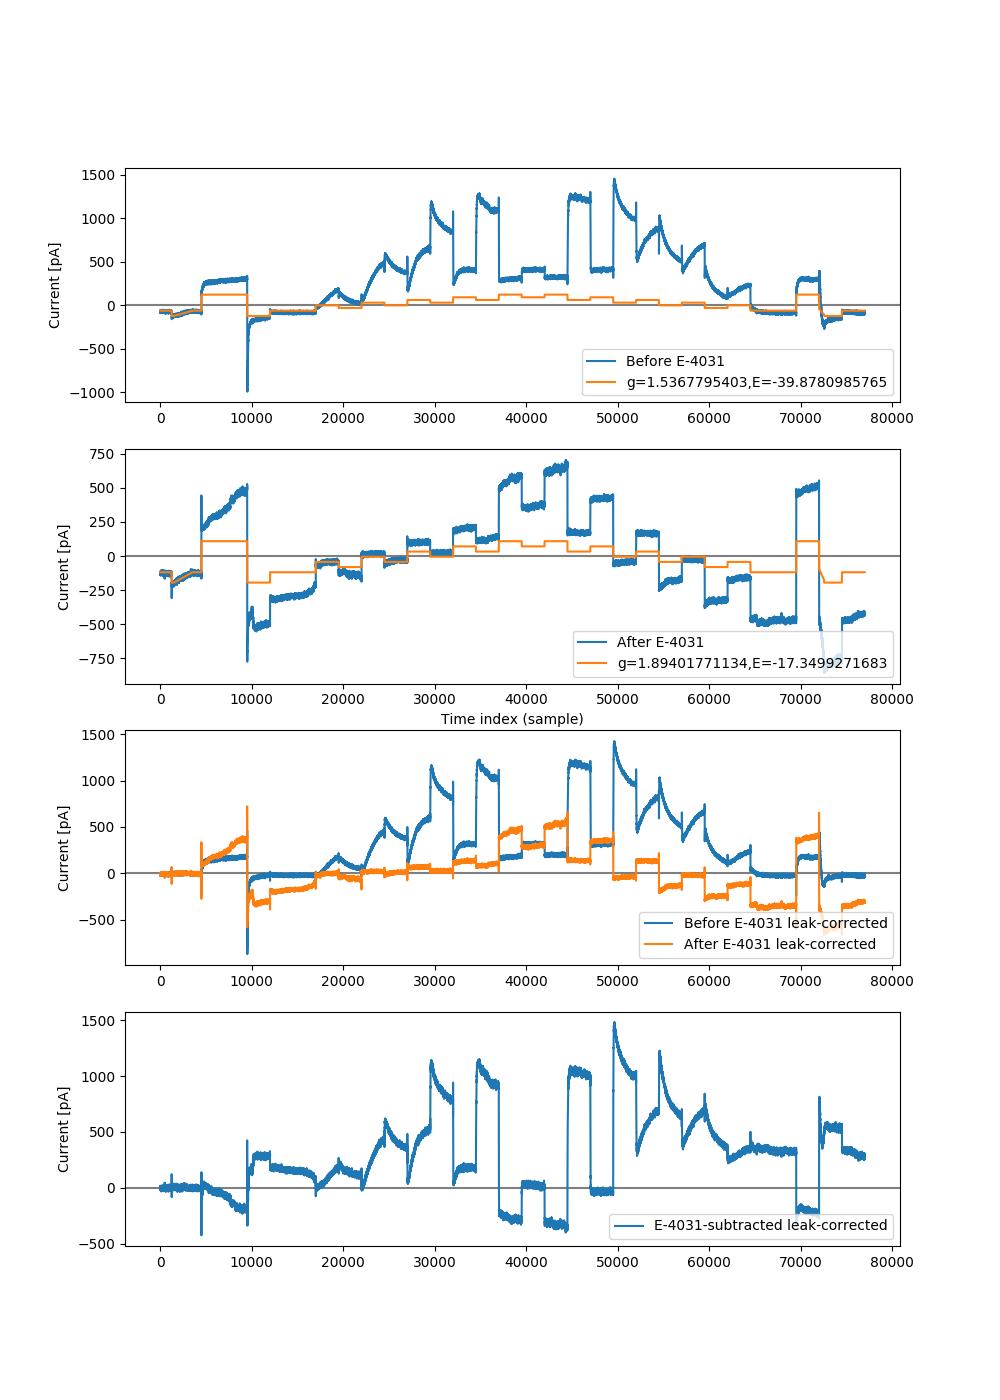 1500
1000
500
0
−500
−1000
Current [pA]
Before E-4031
g=1.5367795403,E=-39.8780985765
0 10000 20000 30000 40000 50000 60000 70000 80000
750
500
250
0
−250
−500
−750
Current [pA]
After E-4031
g=1.89401771134,E=-17.3499271683
0 10000 20000 30000 40000 50000 60000 70000 80000
Time index (sample)
1500
1000
500
0
−500
Current [pA]
Before E-4031 leak-corrected
After E-4031 leak-corrected
0 10000 20000 30000 40000 50000 60000 70000 80000
1500
1000
500
0
−500
Current [pA]
E-4031-subtracted leak-corrected
0 10000 20000 30000 40000 50000 60000 70000 80000